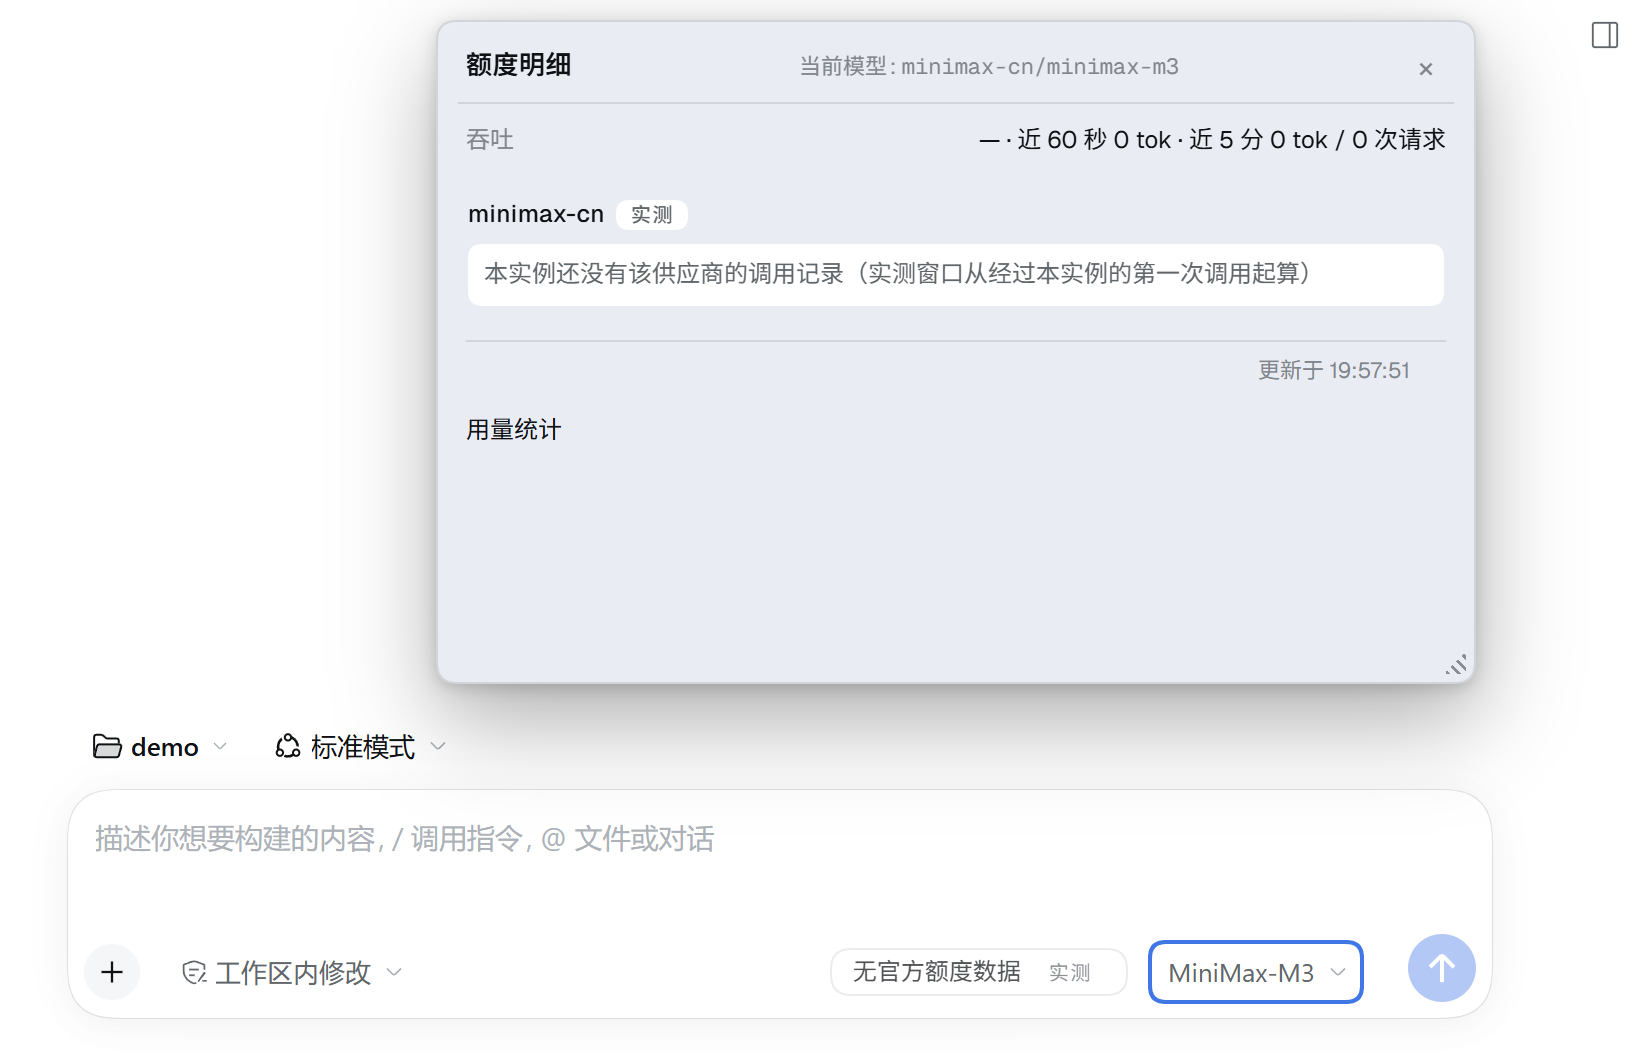 额度明细 当前模型:minimax-cn/minimax-m3 ×
吞吐 — · 近 60 秒 0 tok · 近 5 分 0 tok / 0 次请求
minimax-cn 实测
本实例还没有该供应商的调用记录（实测窗口从经过本实例的第一次调用起算）
更新于 19:57:51
用量统计
demo 标准模式
描述你想要构建的内容, / 调用指令, @ 文件或对话
工作区内修改 无官方额度数据 实测 MiniMax-M3